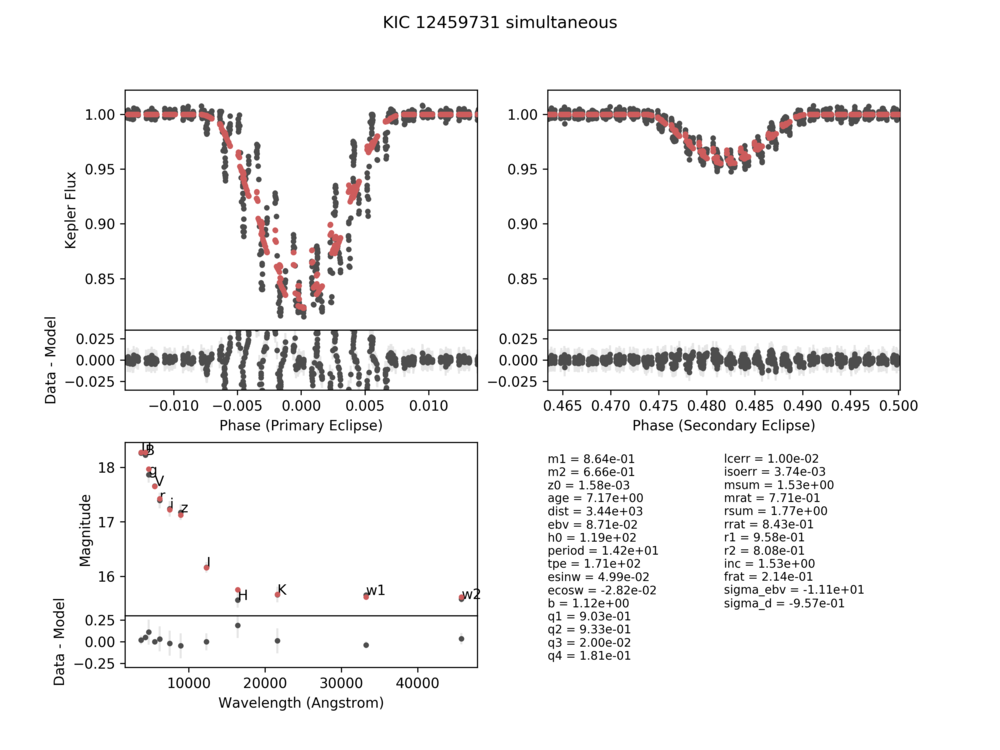 KIC 12459731 simultaneous
Kepler Flux
1.00
0.95
0.90
0.85
Data - Model
0.025
0.000
−0.025
−0.010
−0.005
0.000
0.005
0.010
Phase (Primary Eclipse)
1.00
0.95
0.90
0.85
0.025
0.000
−0.025
0.465
0.470
0.475
0.480
0.485
0.490
0.495
0.500
Phase (Secondary Eclipse)
Magnitude
18
17
16
B
g
V
r
i
z
J
H
K
w1
w2
Data - Model
0.25
0.00
−0.25
10000
20000
30000
40000
Wavelength (Angstrom)
m1 = 8.64e-01
m2 = 6.66e-01
z0 = 1.58e-03
age = 7.17e+00
dist = 3.44e+03
ebv = 8.71e-02
h0 = 1.19e+02
period = 1.42e+01
tpe = 1.71e+02
esinw = 4.99e-02
ecosw = -2.82e-02
b = 1.12e+00
q1 = 9.03e-01
q2 = 9.33e-01
q3 = 2.00e-02
q4 = 1.81e-01
lcerr = 1.00e-02
isoerr = 3.74e-03
msum = 1.53e+00
mrat = 7.71e-01
rsum = 1.77e+00
rrat = 8.43e-01
r1 = 9.58e-01
r2 = 8.08e-01
inc = 1.53e+00
frat = 2.14e-01
sigma_ebv = -1.11e+01
sigma_d = -9.57e-01